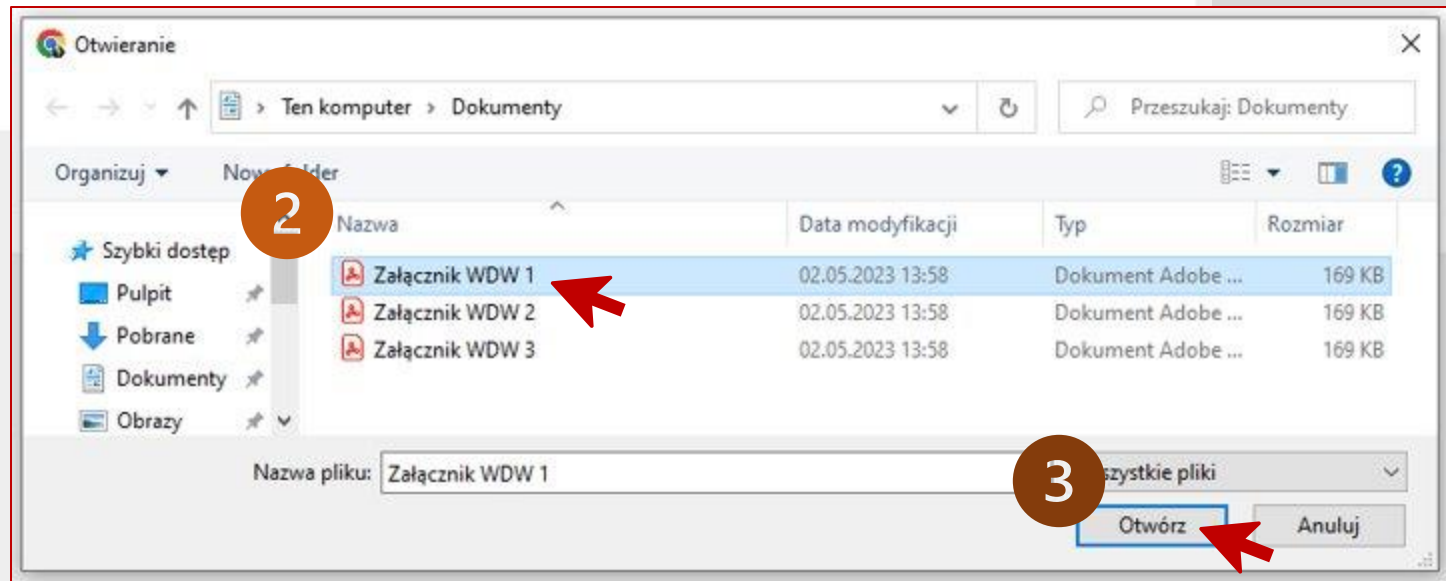 Otwieranie
Ten komputer > Dokumenty
Przeszukaj: Dokumenty
Organizuj
?
2
Nazwa Data modyfikacji Typ Rozmiar
Szybki dostęp
Pulpit
Pobrane
Dokumenty
Obrazy
Załącznik WDW 1 02.05.2023 13:58 Dokument Adobe ... 169 KB
Załącznik WDW 2 02.05.2023 13:58 Dokument Adobe ... 169 KB
Załącznik WDW 3 02.05.2023 13:58 Dokument Adobe ... 169 KB
Nazwa pliku: Załącznik WDW 1
3
pliki
Otwórz Anuluj